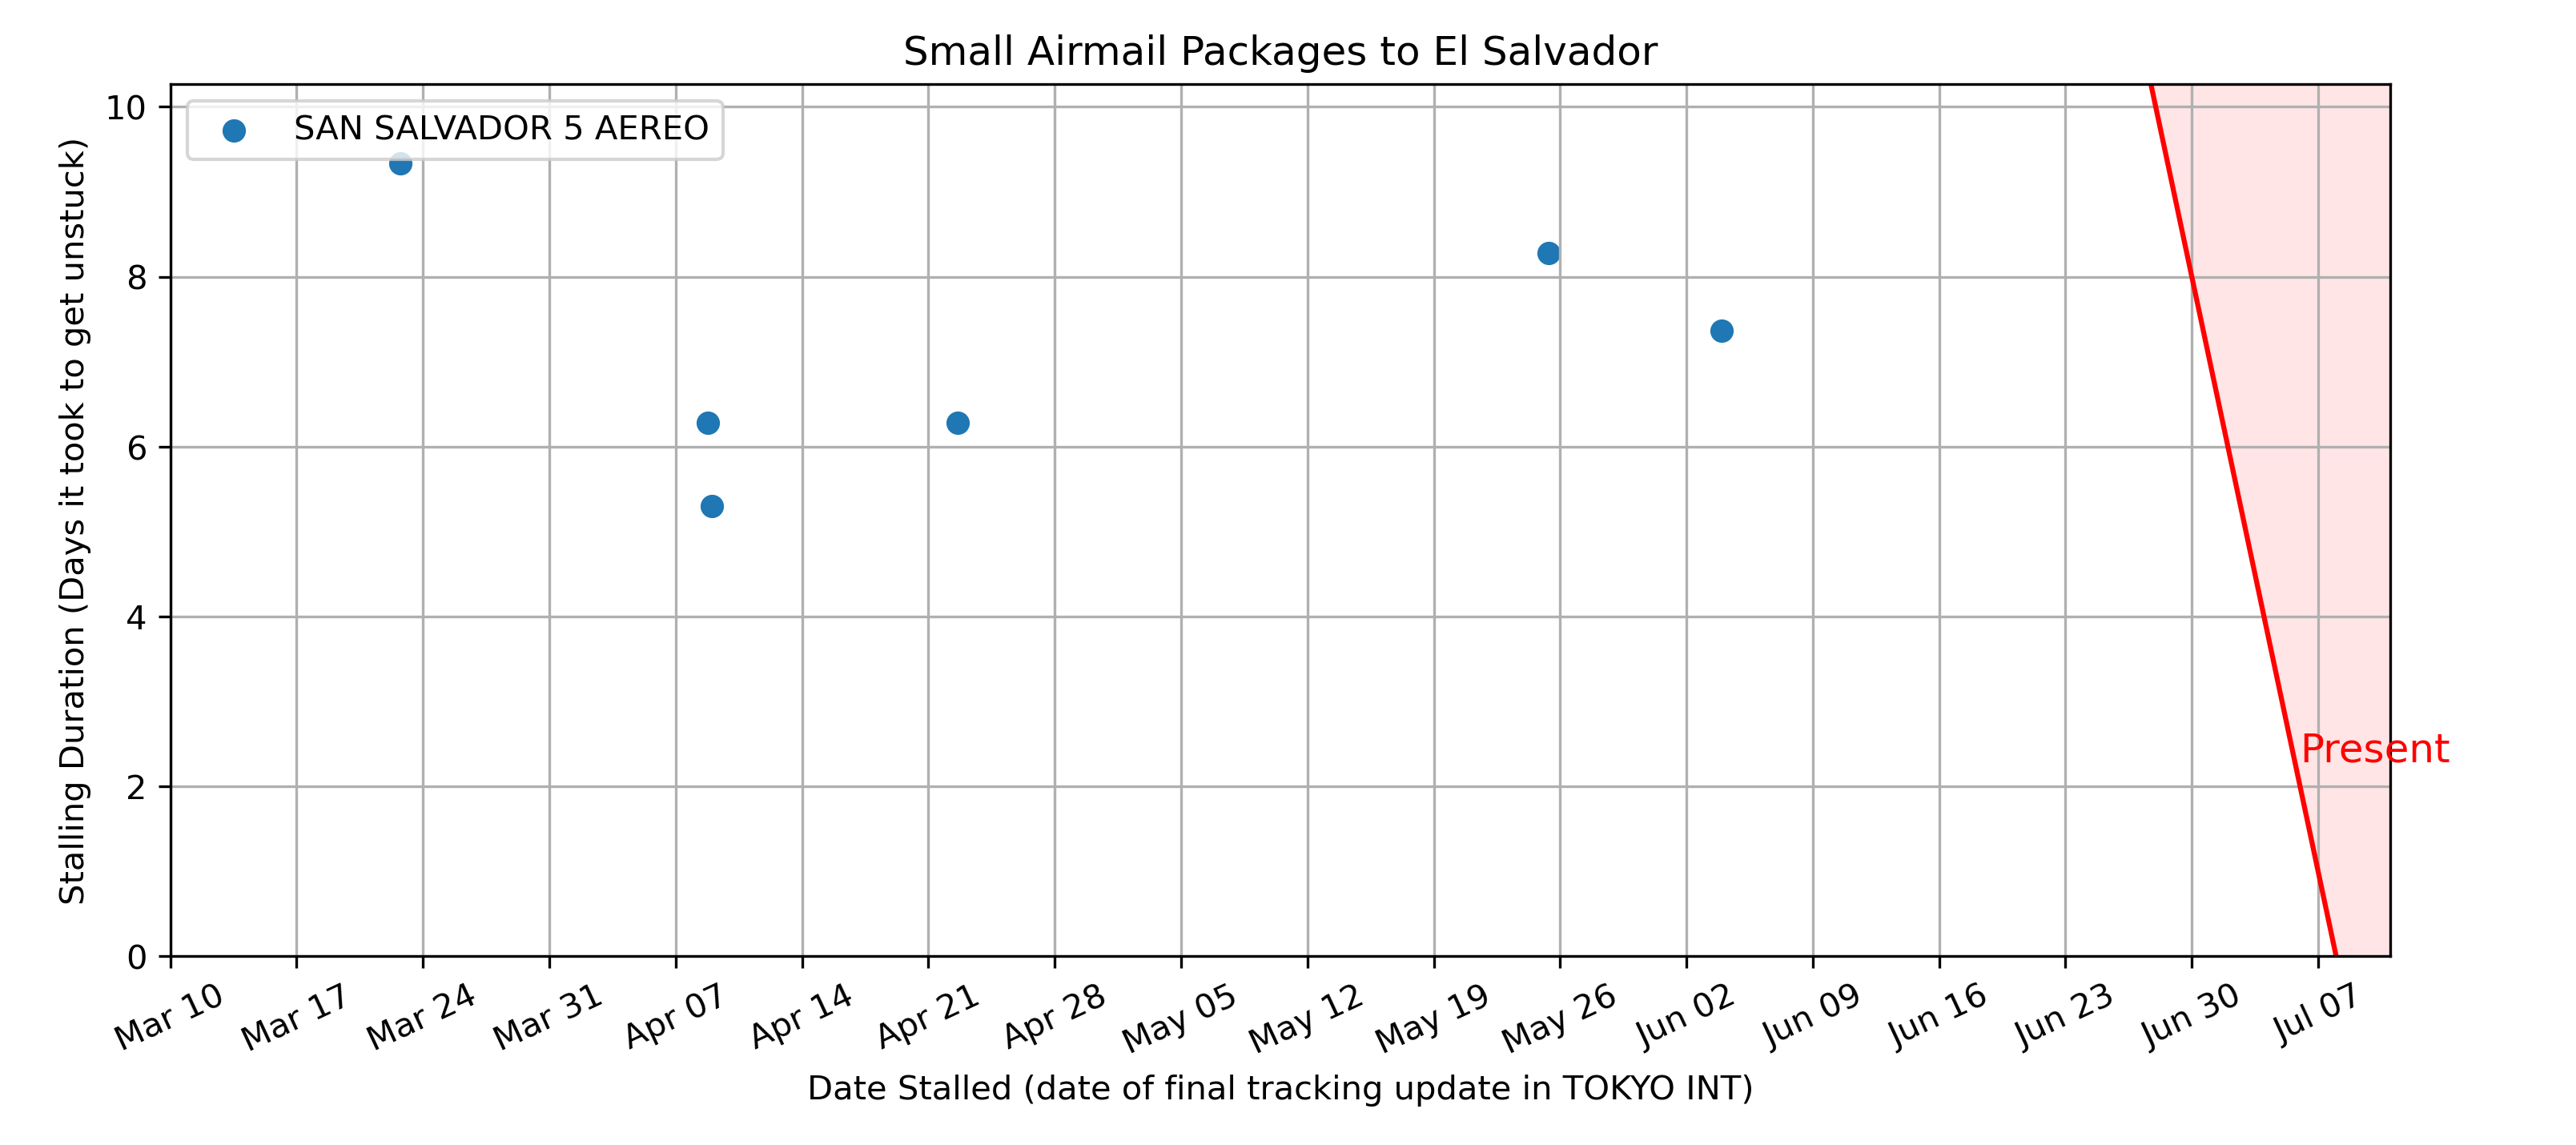 Small Airmail Packages to El Salvador
SAN SALVADOR 5 AEREO
Stalling Duration (Days it took to get unstuck)
10
8
6
4
2
0
Present
Mar 10
Mar 17
Mar 24
Mar 31
Apr 07
Apr 14
Apr 21
Apr 28
May 05
May 12
May 19
May 26
Jun 02
Jun 09
Jun 16
Jun 23
Jun 30
Jul 07
Date Stalled (date of final tracking update in TOKYO INT)